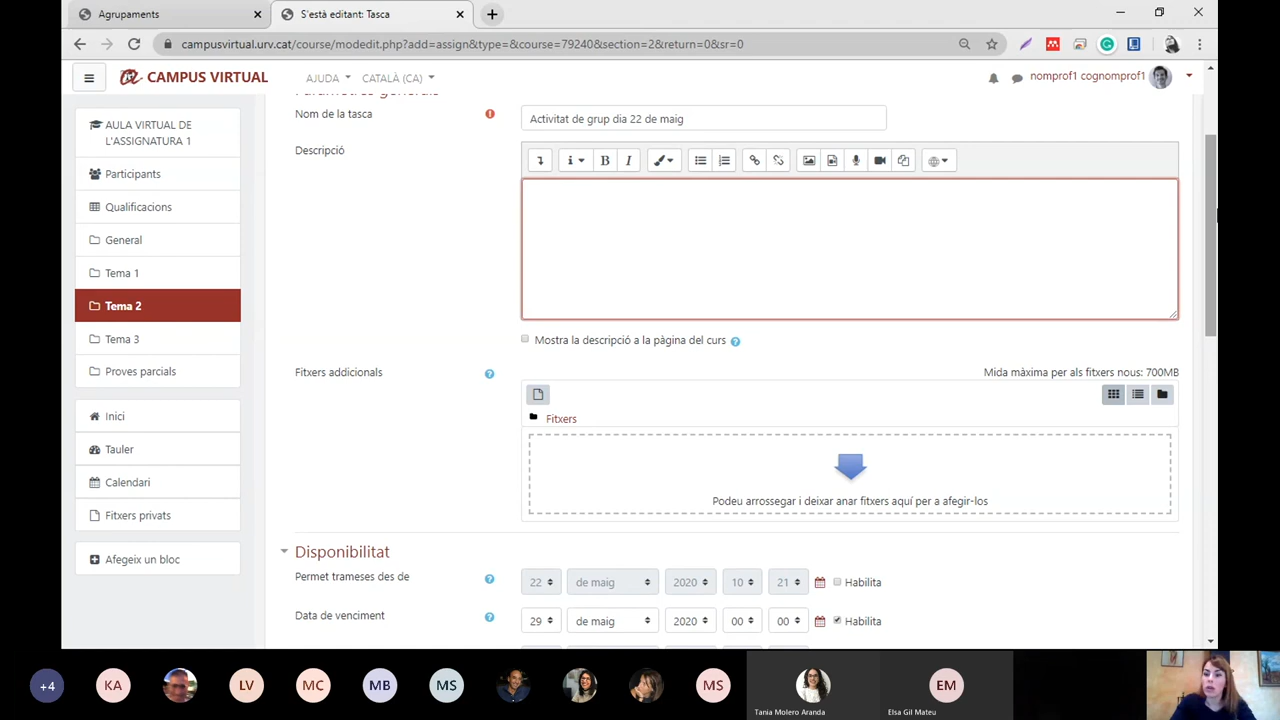 Agrupaments
S'està editant: Tasca
campusvirtual.urv.cat/course/modedit.php?add=assign&type=&course=79240&section=2&return=0&sr=0
CAMPUS VIRTUAL
AJUDA
CATALÀ (CA)
nomprof1 cognomprof1
AULA VIRTUAL DE
L'ASSIGNATURA 1
Participants
Qualificacions
General
Tema 1
Tema 2
Tema 3
Proves parcials
Inici
Tauler
Calendari
Fitxers privats
Afegeix un bloc
Paràmetres generals
Nom de la tasca
Activitat de grup dia 22 de maig
Descripció
Mostra la descripció a la pàgina del curs
Fitxers addicionals
Mida màxima per als fitxers nous: 700MB
Fitxers
Podeu arrossegar i deixar anar fitxers aquí per a afegir-los
Disponibilitat
Permet trameses des de
22 de maig 2020 10 21 Habilita
Data de venciment
29 de maig 2020 00 00 Habilita
+4 KA LV MC MB MS MS EM
Tania Molero Aranda
Elsa Gil Mateu